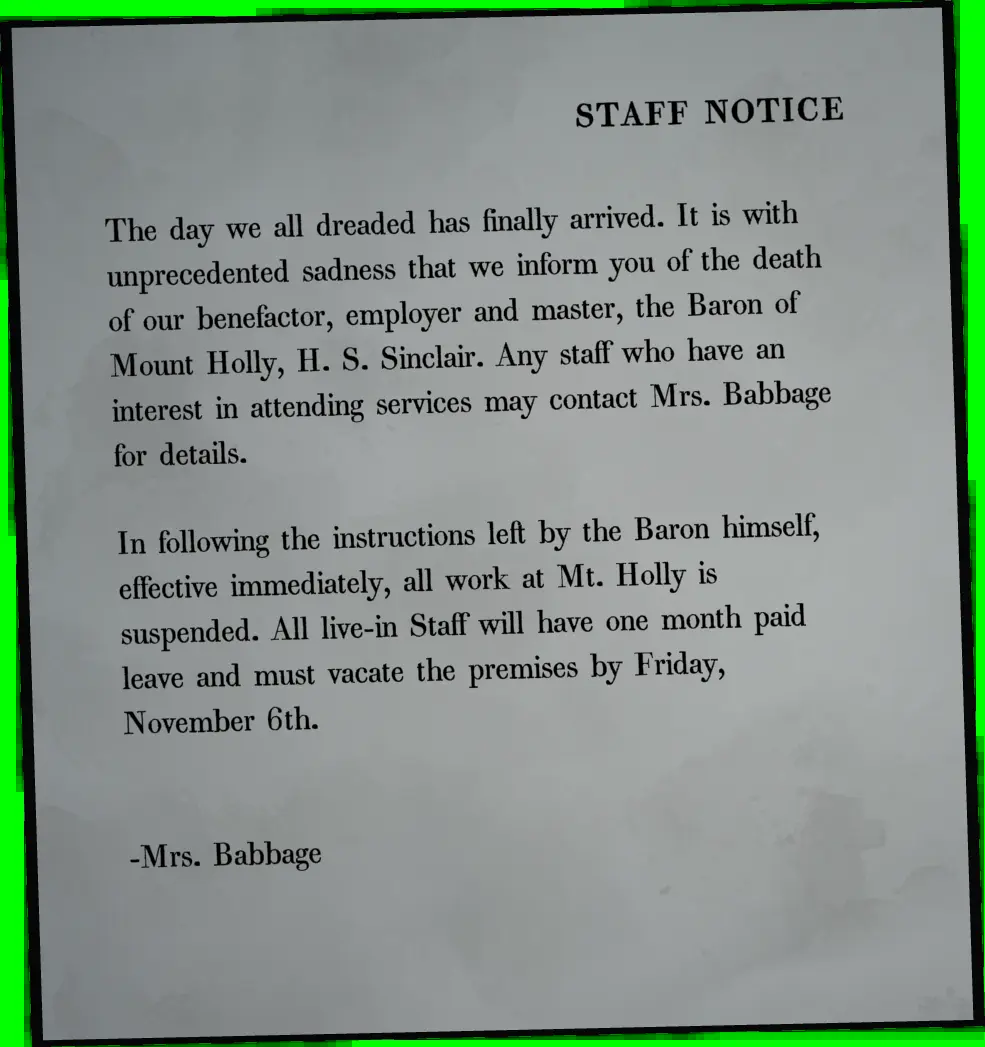 STAFF NOTICE
The day we all dreaded has finally arrived. It is with
unprecedented sadness that we inform you of the death
of our benefactor, employer and master, the Baron of
Mount Holly, H. S. Sinclair. Any staff who have an
interest in attending services may contact Mrs. Babbage
for details.
In following the instructions left by the Baron himself,
effective immediately, all work at Mt. Holly is
suspended. All live-in Staff will have one month paid
leave and must vacate the premises by Friday,
November 6th.
-Mrs. Babbage